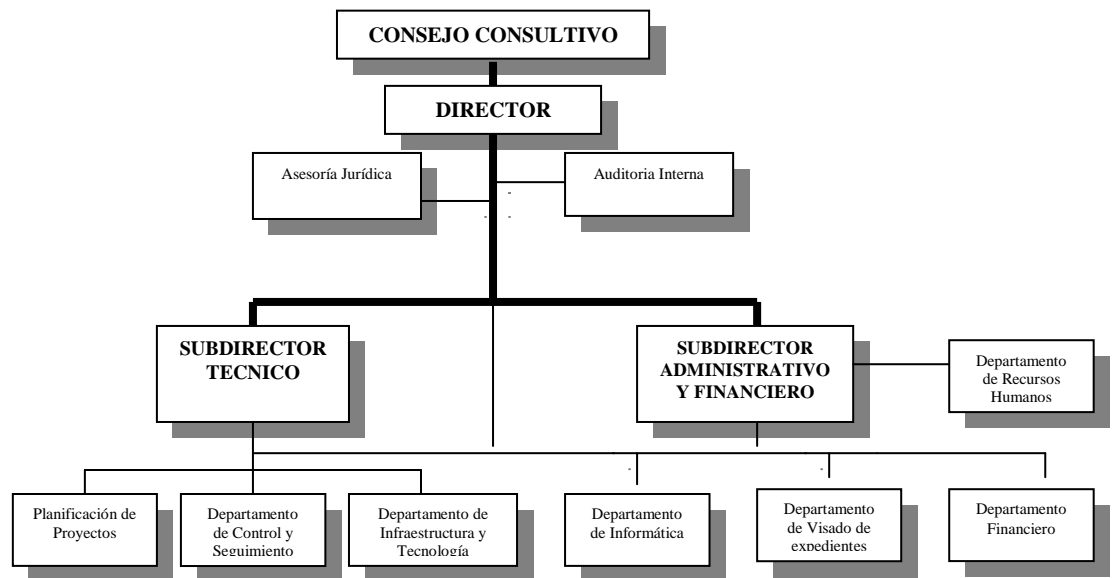 CONSEJO CONSULTIVO
DIRECTOR
Asesoría Jurídica
Auditoria Interna
SUBDIRECTOR
TECNICO
SUBDIRECTOR
ADMINISTRATIVO
Y FINANCIERO
Departamento
de Recursos
Humanos
Planificación de
Proyectos
Departamento
de Control y
Seguimiento
Departamento de
Infraestructura y
Tecnología
Departamento
de Informática
Departamento
de Visado de
expedientes
Departamento
Financiero